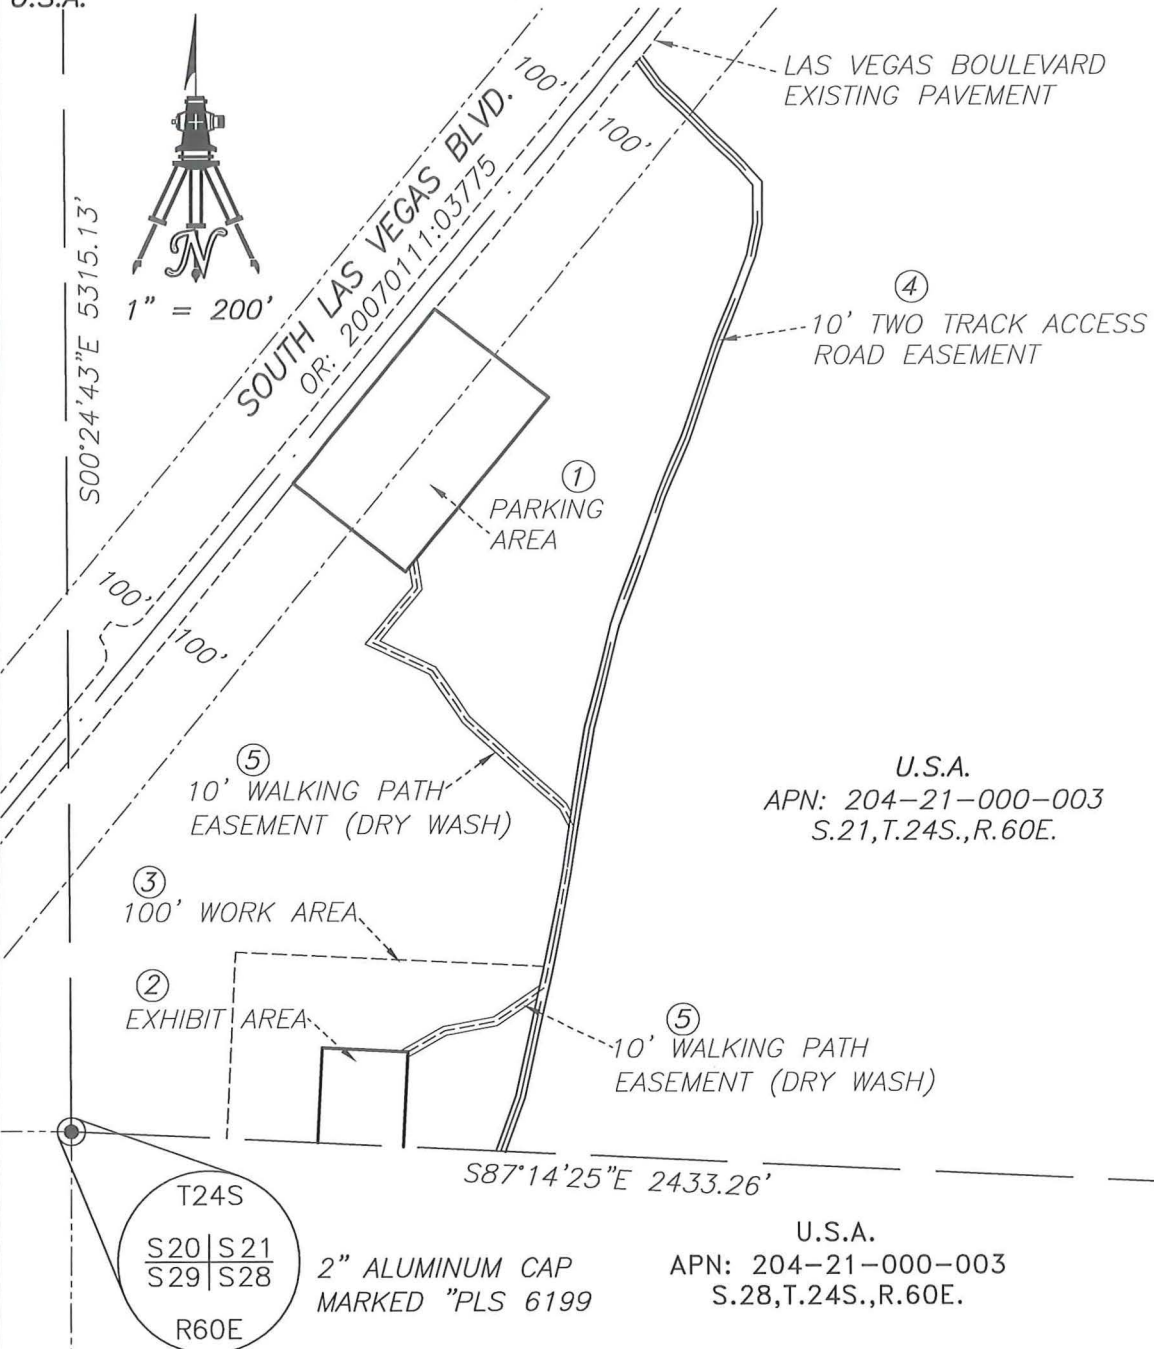 U.S.A.
LAS VEGAS BOULEVARD
EXISTING PAVEMENT
100'
100'
SOUTH LAS VEGAS BLVD.
OR: 20070111:03775
S00°24'43"E 5315.13'
N
1" = 200'
4
10' TWO TRACK ACCESS
ROAD EASEMENT
1
PARKING
AREA
100'
100'
5
10' WALKING PATH
EASEMENT (DRY WASH)
U.S.A.
APN: 204-21-000-003
S.21,T.24S.,R.60E.
3
100' WORK AREA
2
EXHIBIT AREA
5
10' WALKING PATH
EASEMENT (DRY WASH)
S87°14'25"E 2433.26'
T24S
S20 S21
S29 S28
R60E
2" ALUMINUM CAP
MARKED "PLS 6199
U.S.A.
APN: 204-21-000-003
S.28,T.24S.,R.60E.